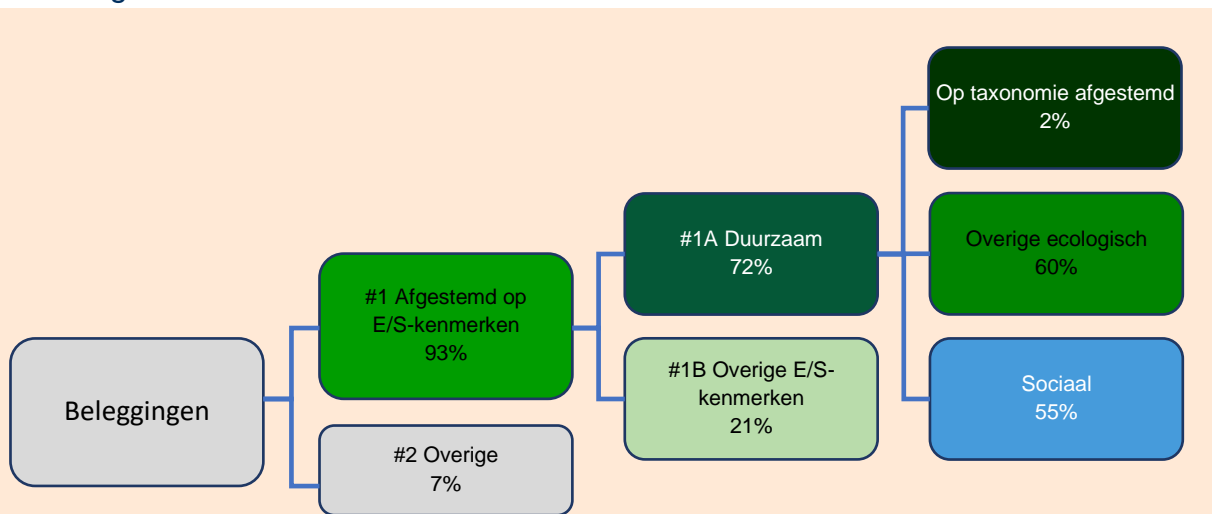 Op taxonomie afgestemd
2%
#1A Duurzaam
72%
Overige ecologisch
60%
#1 Afgestemd op
E/S-kenmerken
93%
#1B Overige E/S-
kenmerken
21%
Sociaal
55%
Beleggingen
#2 Overige
7%